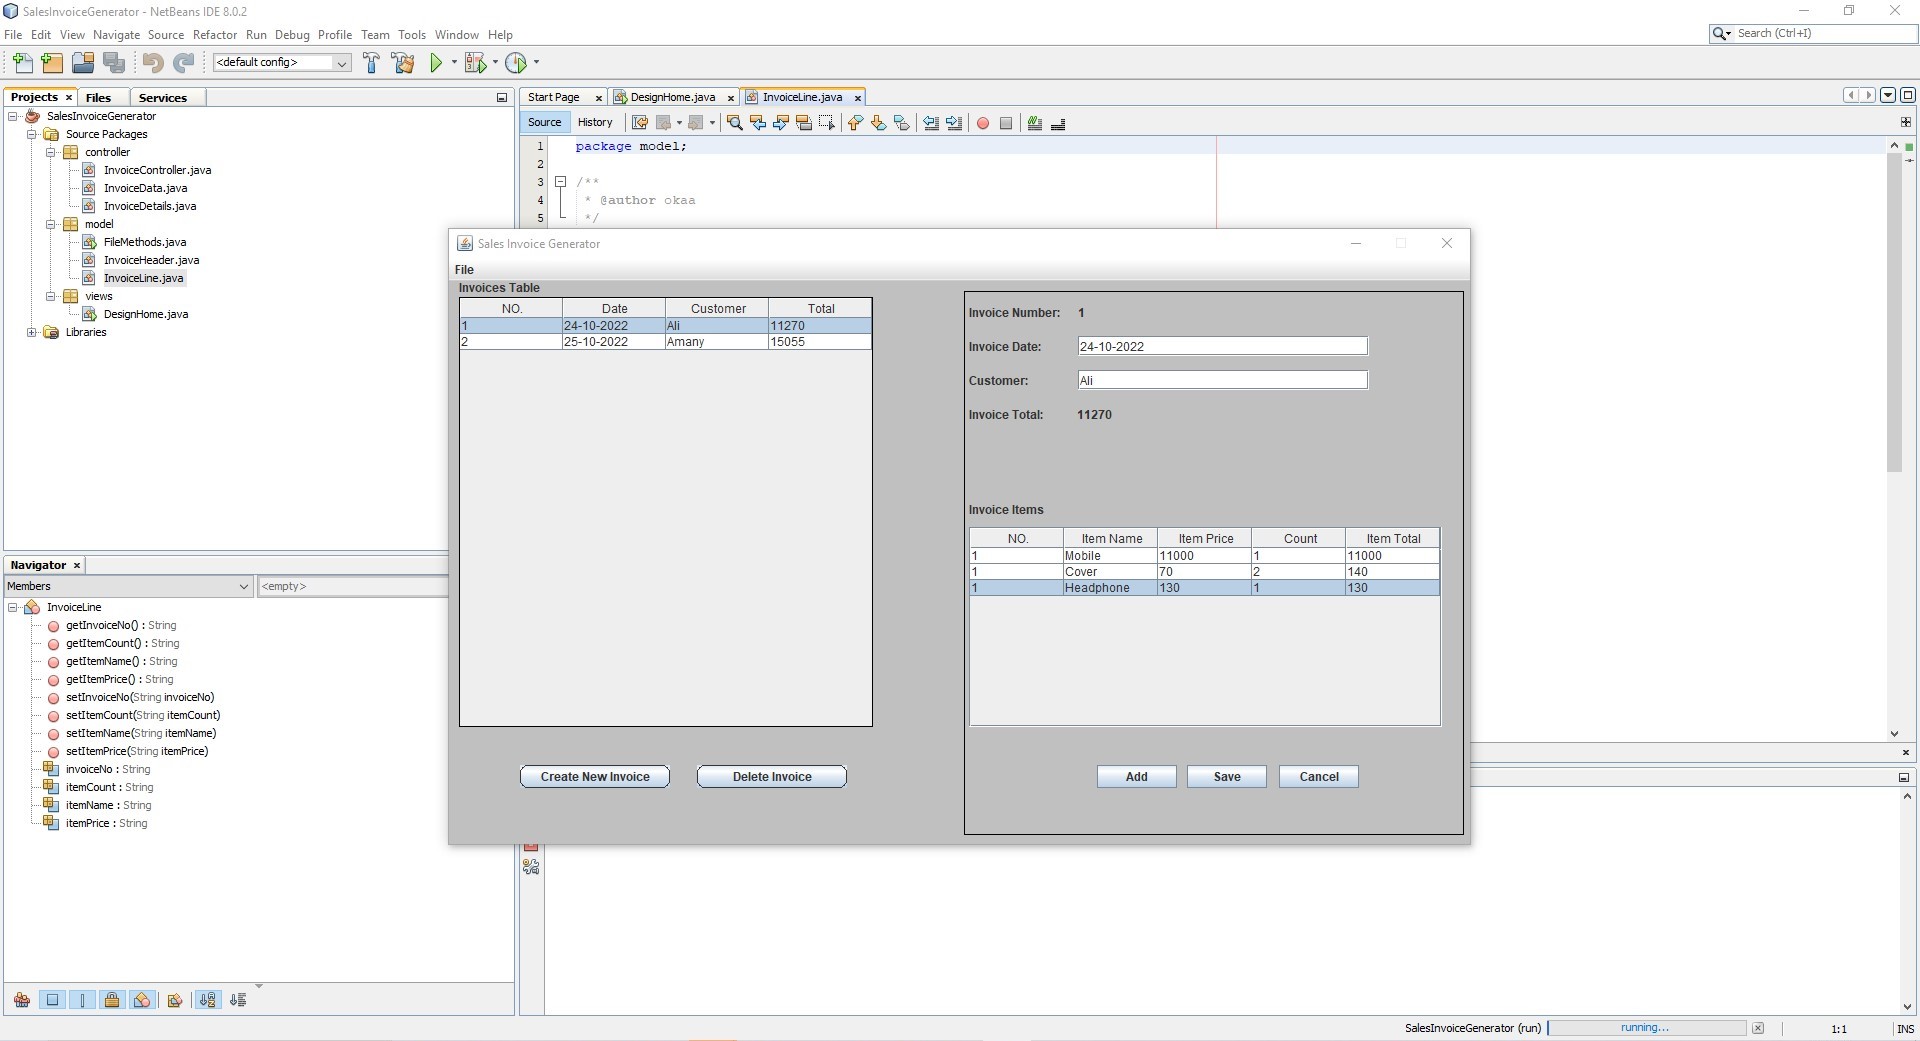 SalesInvoiceGenerator - NetBeans IDE 8.0.2
File Edit View Navigate Source Refactor Run Debug Profile Team Tools Window Help
Search (Ctrl+I)
<default config>
Projects Files Services
SalesInvoiceGenerator
Source Packages
controller
InvoiceController.java
InvoiceData.java
InvoiceDetails.java
model
FileMethods.java
InvoiceHeader.java
InvoiceLine.java
views
DesignHome.java
Libraries
Start Page DesignHome.java InvoiceLine.java
Source History
1 package model;
2
3 /**
4 * @author okaa
5 */
Sales Invoice Generator
File
Invoices Table
NO. Date Customer Total
1 24-10-2022 Ali 11270
2 25-10-2022 Amany 15055
Create New Invoice Delete Invoice
Invoice Number: 1
Invoice Date: 24-10-2022
Customer: Ali
Invoice Total: 11270
Invoice Items
NO. Item Name Item Price Count Item Total
1 Mobile 11000 1 11000
1 Cover 70 2 140
1 Headphone 130 1 130
Add Save Cancel
Navigator
Members <empty>
InvoiceLine
getInvoiceNo() : String
getItemCount() : String
getItemName() : String
getItemPrice() : String
setInvoiceNo(String invoiceNo)
setItemCount(String itemCount)
setItemName(String itemName)
setItemPrice(String itemPrice)
invoiceNo : String
itemCount : String
itemName : String
itemPrice : String
SalesInvoiceGenerator (run) running... 1:1 INS